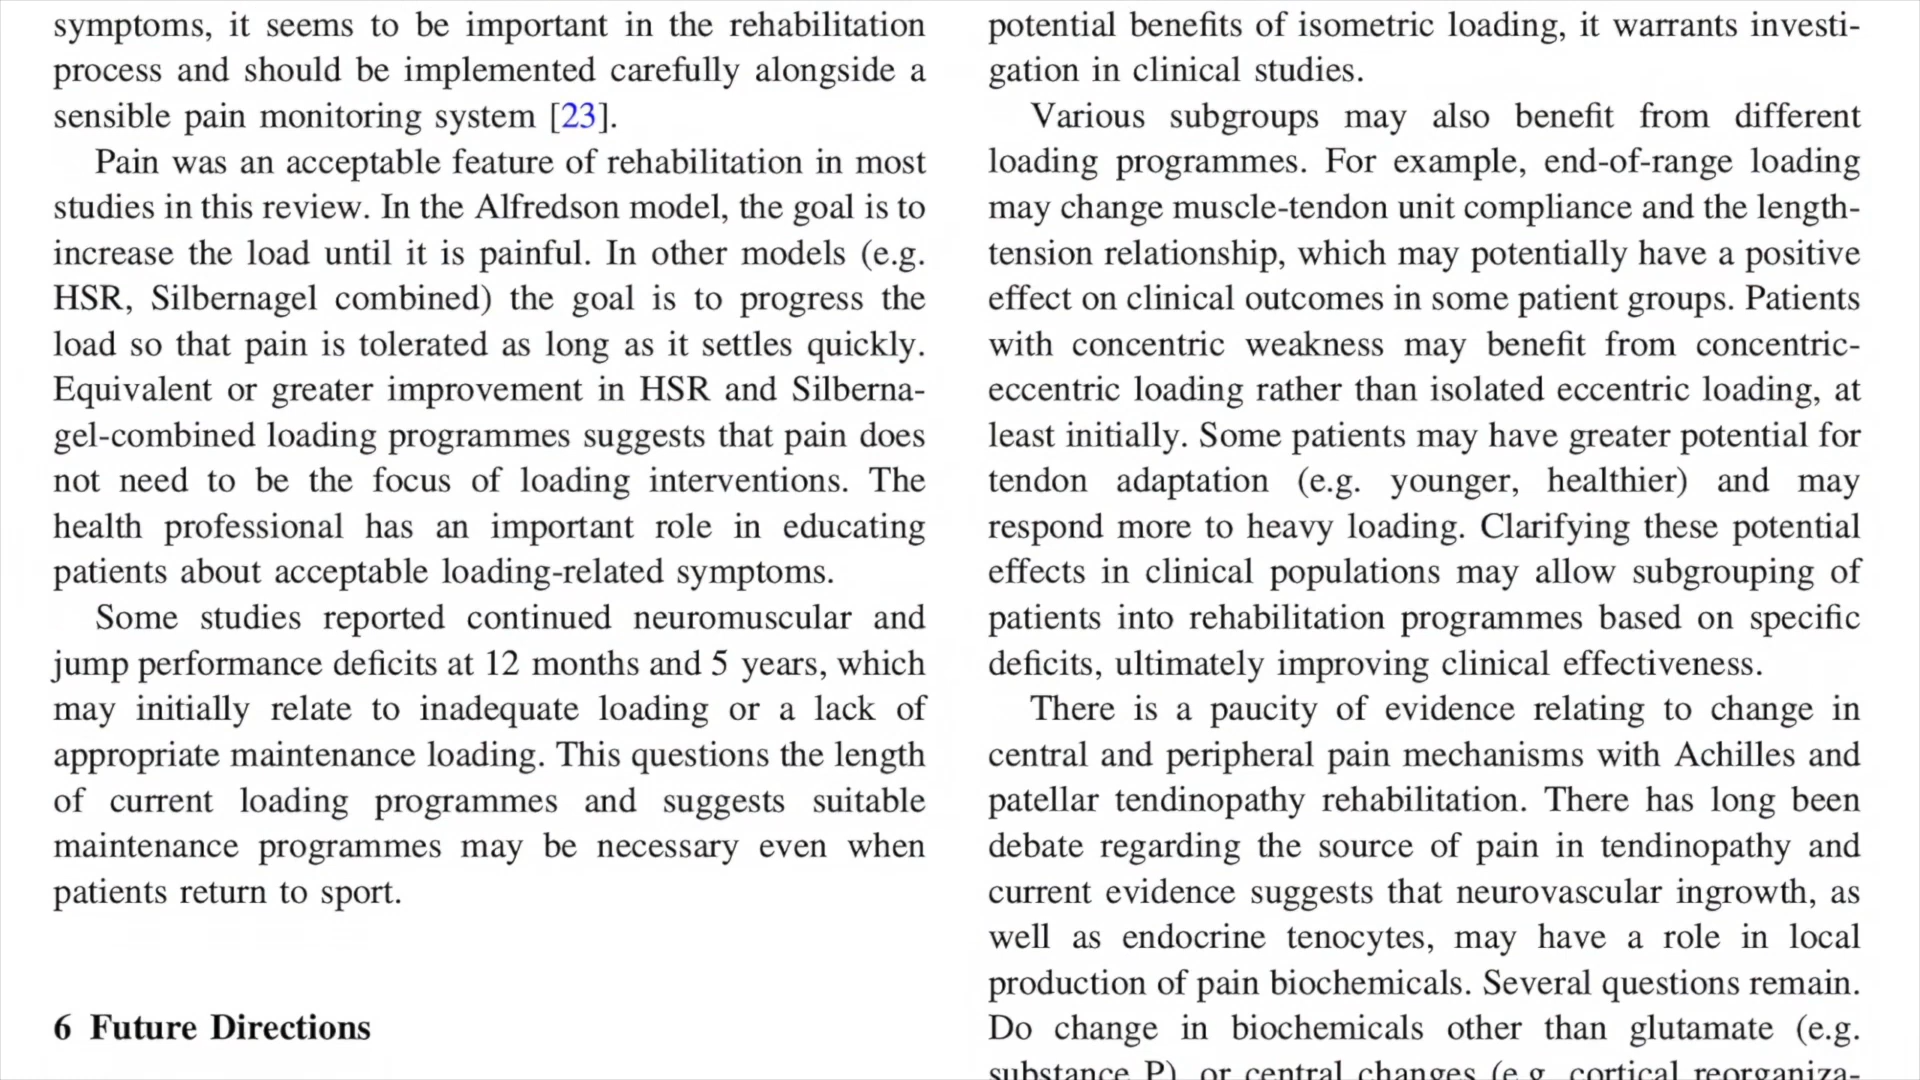 symptoms, it seems to be important in the rehabilitation
process and should be implemented carefully alongside a
sensible pain monitoring system [23].
Pain was an acceptable feature of rehabilitation in most
studies in this review. In the Alfredson model, the goal is to
increase the load until it is painful. In other models (e.g.
HSR, Silbernagel combined) the goal is to progress the
load so that pain is tolerated as long as it settles quickly.
Equivalent or greater improvement in HSR and Silberna-
gel-combined loading programmes suggests that pain does
not need to be the focus of loading interventions. The
health professional has an important role in educating
patients about acceptable loading-related symptoms.
Some studies reported continued neuromuscular and
jump performance deficits at 12 months and 5 years, which
may initially relate to inadequate loading or a lack of
appropriate maintenance loading. This questions the length
of current loading programmes and suggests suitable
maintenance programmes may be necessary even when
patients return to sport.
6 Future Directions
potential benefits of isometric loading, it warrants investi-
gation in clinical studies.
Various subgroups may also benefit from different
loading programmes. For example, end-of-range loading
may change muscle-tendon unit compliance and the length-
tension relationship, which may potentially have a positive
effect on clinical outcomes in some patient groups. Patients
with concentric weakness may benefit from concentric-
eccentric loading rather than isolated eccentric loading, at
least initially. Some patients may have greater potential for
tendon adaptation (e.g. younger, healthier) and may
respond more to heavy loading. Clarifying these potential
effects in clinical populations may allow subgrouping of
patients into rehabilitation programmes based on specific
deficits, ultimately improving clinical effectiveness.
There is a paucity of evidence relating to change in
central and peripheral pain mechanisms with Achilles and
patellar tendinopathy rehabilitation. There has long been
debate regarding the source of pain in tendinopathy and
current evidence suggests that neurovascular ingrowth, as
well as endocrine tenocytes, may have a role in local
production of pain biochemicals. Several questions remain.
Do change in biochemicals other than glutamate (e.g.
substance P), or central changes (e.g. cortical reorganiza-